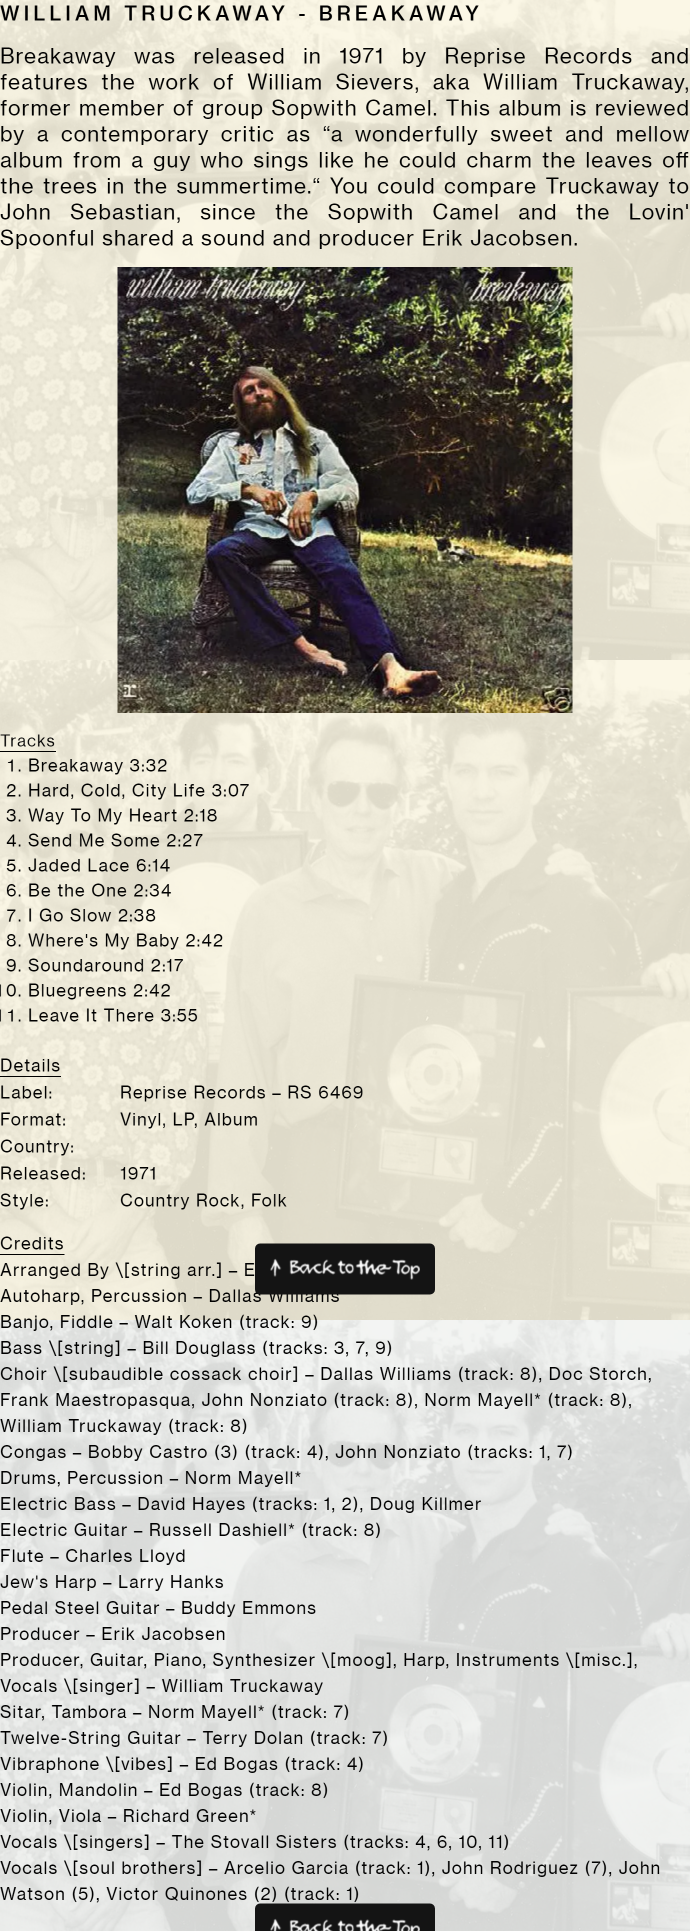 WILLIAM TRUCKAWAY - BREAKAWAY
Breakaway was released in 1971 by Reprise Records and
features the work of William Sievers, aka William Truckaway,
former member of group Sopwith Camel. This album is reviewed
by a contemporary critic as “a wonderfully sweet and mellow
album from a guy who sings like he could charm the leaves off
the trees in the summertime.“ You could compare Truckaway to
John Sebastian, since the Sopwith Camel and the Lovin'
Spoonful shared a sound and producer Erik Jacobsen.
william truckaway breakaway
Tracks
1. Breakaway 3:32
2. Hard, Cold, City Life 3:07
3. Way To My Heart 2:18
4. Send Me Some 2:27
5. Jaded Lace 6:14
6. Be the One 2:34
7. I Go Slow 2:38
8. Where's My Baby 2:42
9. Soundaround 2:17
10. Bluegreens 2:42
11. Leave It There 3:55
Details
Label: Reprise Records – RS 6469
Format: Vinyl, LP, Album
Country:
Released: 1971
Style: Country Rock, Folk
Credits
Arranged By \[string arr.] – E
↑ Back to the Top
Autoharp, Percussion – Dallas Williams
Banjo, Fiddle – Walt Koken (track: 9)
Bass \[string] – Bill Douglass (tracks: 3, 7, 9)
Choir \[subaudible cossack choir] – Dallas Williams (track: 8), Doc Storch,
Frank Maestropasqua, John Nonziato (track: 8), Norm Mayell* (track: 8),
William Truckaway (track: 8)
Congas – Bobby Castro (3) (track: 4), John Nonziato (tracks: 1, 7)
Drums, Percussion – Norm Mayell*
Electric Bass – David Hayes (tracks: 1, 2), Doug Killmer
Electric Guitar – Russell Dashiell* (track: 8)
Flute – Charles Lloyd
Jew's Harp – Larry Hanks
Pedal Steel Guitar – Buddy Emmons
Producer – Erik Jacobsen
Producer, Guitar, Piano, Synthesizer \[moog], Harp, Instruments \[misc.],
Vocals \[singer] – William Truckaway
Sitar, Tambora – Norm Mayell* (track: 7)
Twelve-String Guitar – Terry Dolan (track: 7)
Vibraphone \[vibes] – Ed Bogas (track: 4)
Violin, Mandolin – Ed Bogas (track: 8)
Violin, Viola – Richard Green*
Vocals \[singers] – The Stovall Sisters (tracks: 4, 6, 10, 11)
Vocals \[soul brothers] – Arcelio Garcia (track: 1), John Rodriguez (7), John
Watson (5), Victor Quinones (2) (track: 1)
↑ Back to the Top